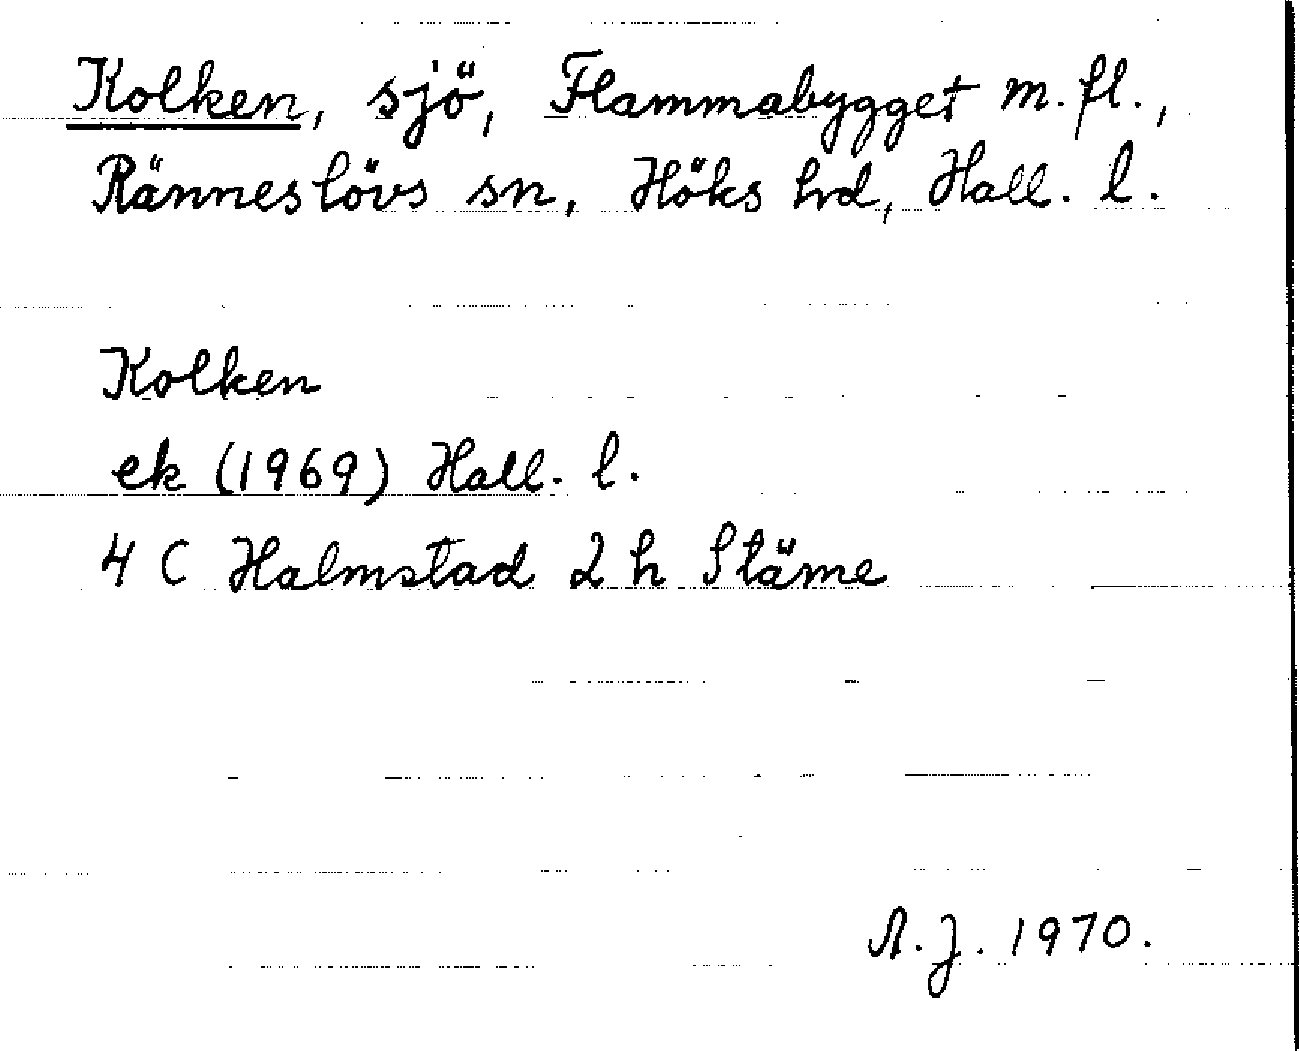 Kolken, sjö, Flammabygget m. fl.,
Ränneslövs sn, Höks hd, Hall. l.
Kolken
ek (1969) Hall. l.
4 C Halmstad 2 h Stäme
A. J. 1970.